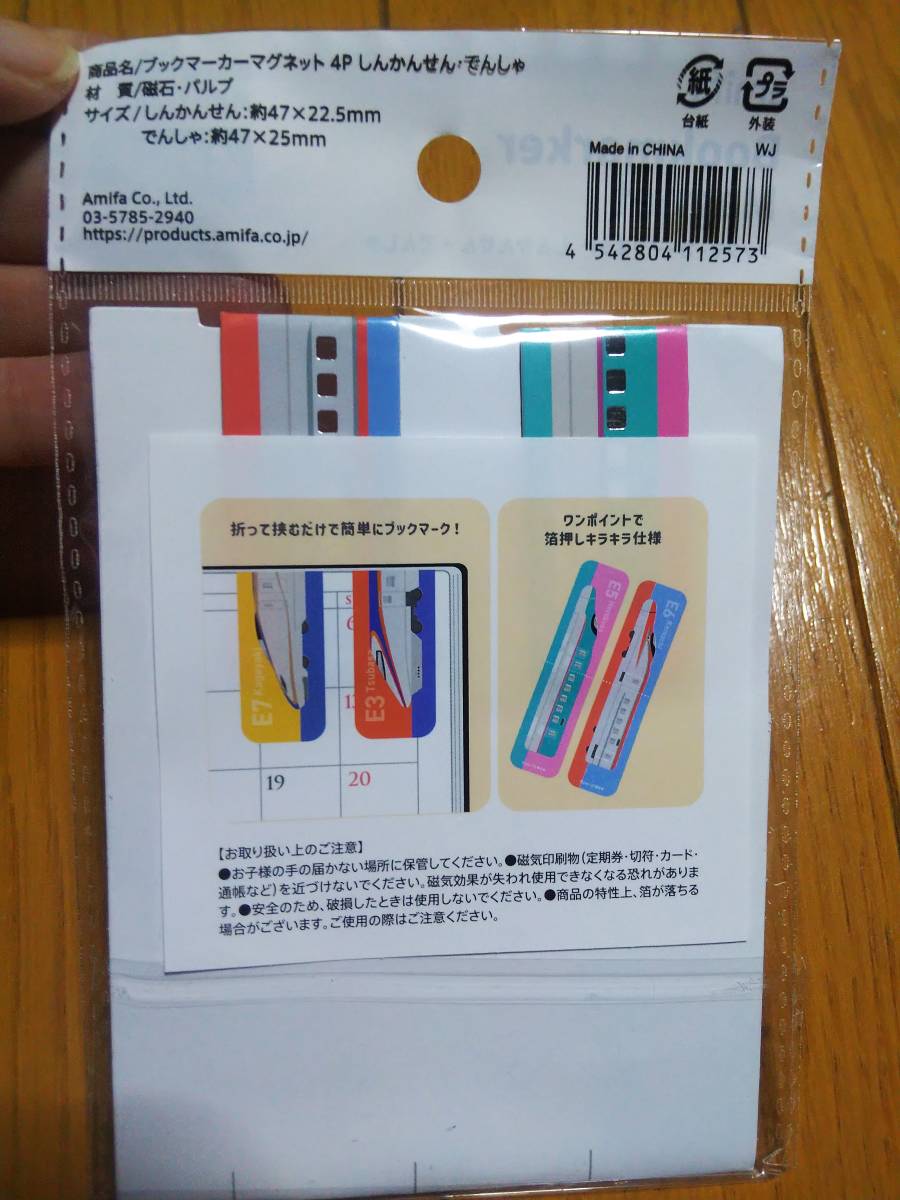 商品名/ブックマーカーマグネット 4P しんかんせん・でんしゃ
材 質/磁石・パルプ
サイズ/しんかんせん:約47×22.5mm
でんしゃ:約47×25mm
Amifa Co., Ltd.
03-5785-2940
https://products.amifa.co.jp/
紙
台紙
プラ
外装
Made in CHINA WJ
4 542804 112573
折って挟むだけで簡単にブックマーク!
E7 Kagayaki
E3 Tsubasa
19
20
ワンポイントで
箔押しキラキラ仕様
E5
E6
【お取り扱い上のご注意】
●お子様の手の届かない場所に保管してください。●磁気印刷物(定期券・切符・カード・
通帳など)を近づけないでください。磁気効果が失われ使用できなくなる恐れがありま
す。●安全のため、破損したときは使用しないでください。●商品の特性上、箔が落ちる
場合がございます。ご使用の際はご注意ください。